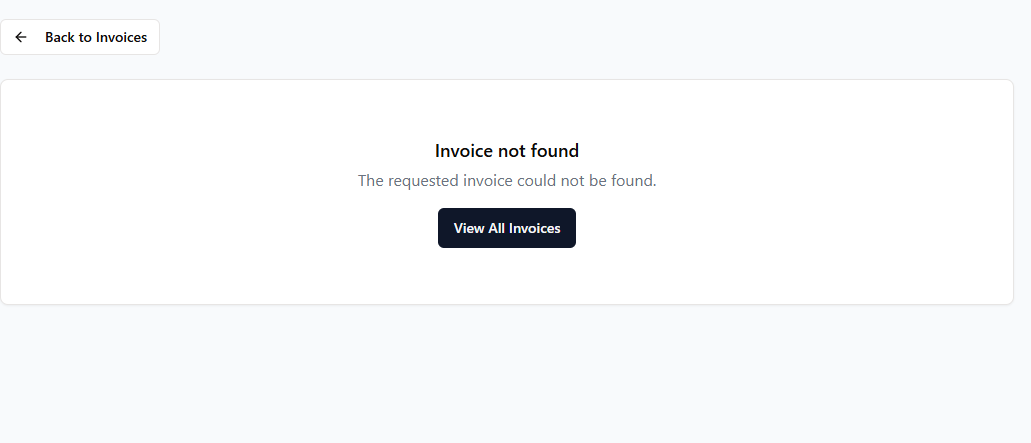 Back to Invoices
Invoice not found
The requested invoice could not be found.
View All Invoices